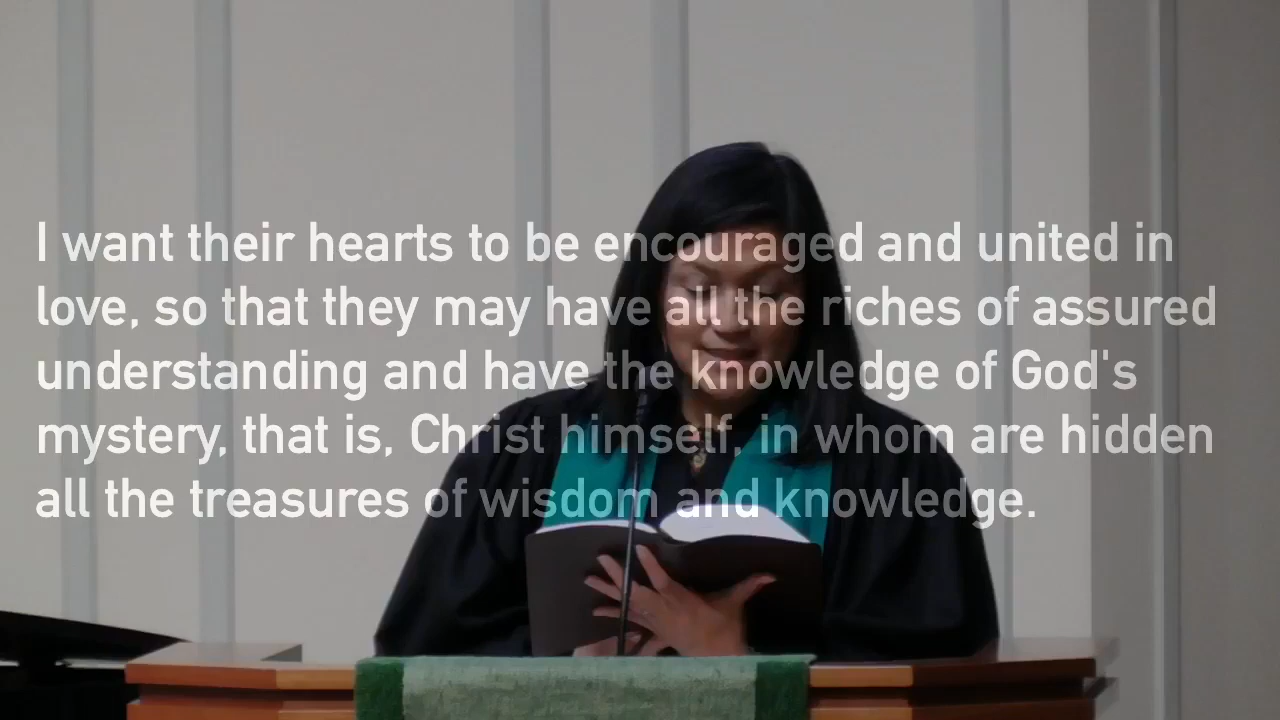 I want their hearts to be encouraged and united in
love, so that they may have all the riches of assured
understanding and have the knowledge of God's
mystery, that is, Christ himself, in whom are hidden
all the treasures of wisdom and knowledge.